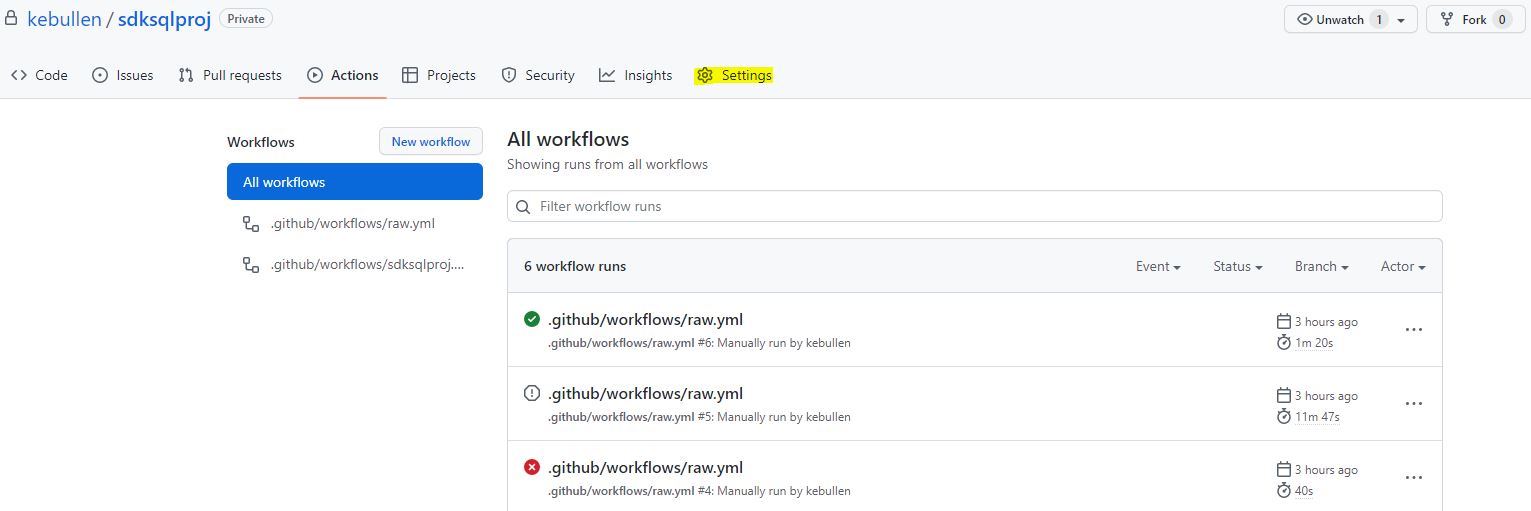 kebullen / sdksqlproj Private Unwatch 1 Fork 0
Code Issues Pull requests Actions Projects Security Insights Settings
Workflows New workflow
All workflows
.github/workflows/raw.yml
.github/workflows/sdksqlproj....
All workflows
Showing runs from all workflows
Filter workflow runs
6 workflow runs Event Status Branch Actor
.github/workflows/raw.yml 3 hours ago
.github/workflows/raw.yml #6: Manually run by kebullen 1m 20s
.github/workflows/raw.yml 3 hours ago
.github/workflows/raw.yml #5: Manually run by kebullen 11m 47s
.github/workflows/raw.yml 3 hours ago
.github/workflows/raw.yml #4: Manually run by kebullen 40s